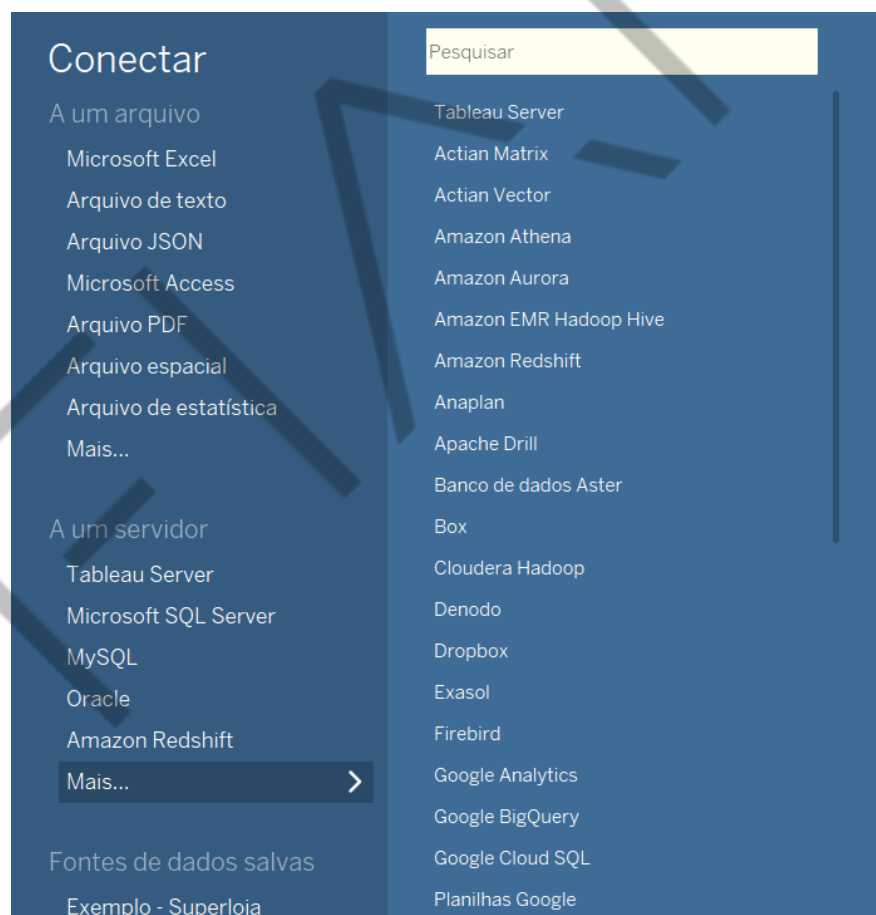 Conectar
A um arquivo
Microsoft Excel
Arquivo de texto
Arquivo JSON
Microsoft Access
Arquivo PDF
Arquivo espacial
Arquivo de estatística
Mais...
A um servidor
Tableau Server
Microsoft SQL Server
MySQL
Oracle
Amazon Redshift
Mais...
Fontes de dados salvas
Exemplo - Superloja
Pesquisar
Tableau Server
Actian Matrix
Actian Vector
Amazon Athena
Amazon Aurora
Amazon EMR Hadoop Hive
Amazon Redshift
Anaplan
Apache Drill
Banco de dados Aster
Box
Cloudera Hadoop
Denodo
Dropbox
Exasol
Firebird
Google Analytics
Google BigQuery
Google Cloud SQL
Planilhas Google